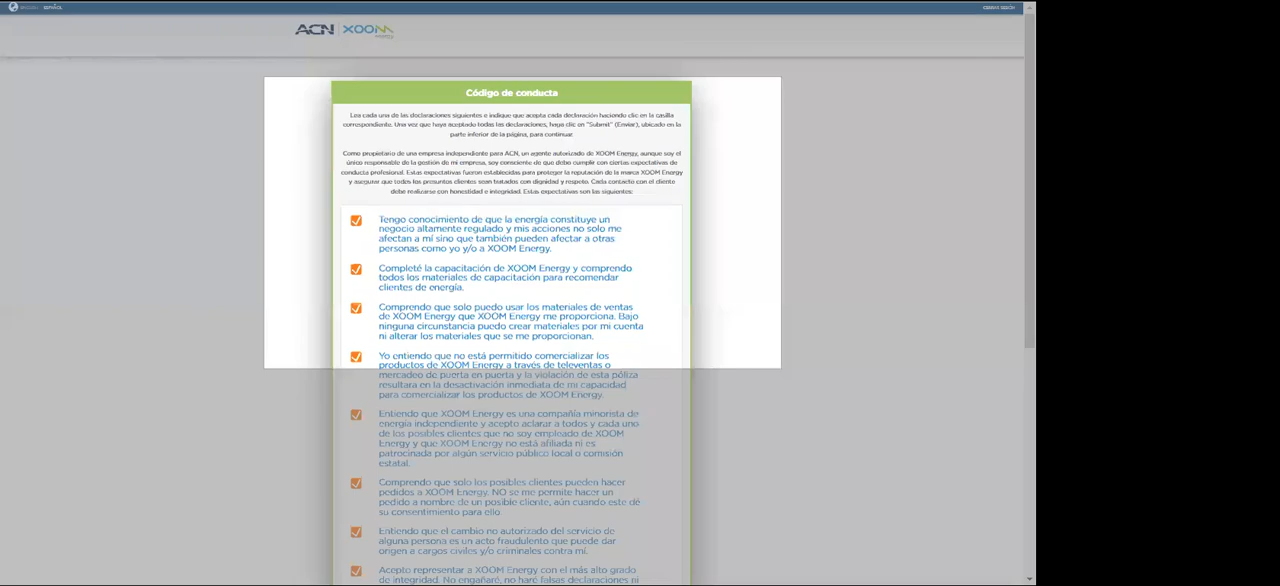 ENGLISH ESPAÑOL
CERRAR SESIÓN
ACN XOOM energy
Código de conducta
Lea cada una de las declaraciones siguientes e indique que acepta cada declaración haciendo clic en la casilla
correspondiente. Una vez que haya aceptado todas las declaraciones, haga clic en "Submit" (Enviar), ubicado en la
parte inferior de la página, para continuar.
Como propietario de una empresa independiente para ACN, un agente autorizado de XOOM Energy, aunque soy el
único responsable de la gestión de mi empresa, soy consciente de que debo cumplir con ciertas expectativas de
conducta profesional. Estas expectativas fueron establecidas para proteger la reputación de la marca XOOM Energy
y asegurar que todos los presuntos clientes sean tratados con dignidad y respeto. Cada contacto con el cliente
debe realizarse con honestidad e integridad. Estas expectativas son las siguientes:
Tengo conocimiento de que la energía constituye un
negocio altamente regulado y mis acciones no solo me
afectan a mí sino que también pueden afectar a otras
personas como yo y/o a XOOM Energy.
Completé la capacitación de XOOM Energy y comprendo
todos los materiales de capacitación para recomendar
clientes de energía.
Comprendo que solo puedo usar los materiales de ventas
de XOOM Energy que XOOM Energy me proporciona. Bajo
ninguna circunstancia puedo crear materiales por mi cuenta
ni alterar los materiales que se me proporcionan.
Yo entiendo que no está permitido comercializar los
productos de XOOM Energy a través de televentas o
mercadeo de puerta en puerta y la violación de esta póliza
resultara en la desactivación inmediata de mi capacidad
para comercializar los productos de XOOM Energy.
Entiendo que XOOM Energy es una compañía minorista de
energía independiente y acepto aclarar a todos y cada uno
de los posibles clientes que no soy empleado de XOOM
Energy y que XOOM Energy no está afiliada ni es
patrocinada por algún servicio público local o comisión
estatal.
Comprendo que solo los posibles clientes pueden hacer
pedidos a XOOM Energy. NO se me permite hacer un
pedido a nombre de un posible cliente, aún cuando este dé
su consentimiento para ello.
Entiendo que el cambio no autorizado del servicio de
alguna persona es un acto fraudulento que puede dar
origen a cargos civiles y/o criminales contra mí.
Acepto representar a XOOM Energy con el más alto grado
de integridad. No engañaré, no haré falsas declaraciones ni